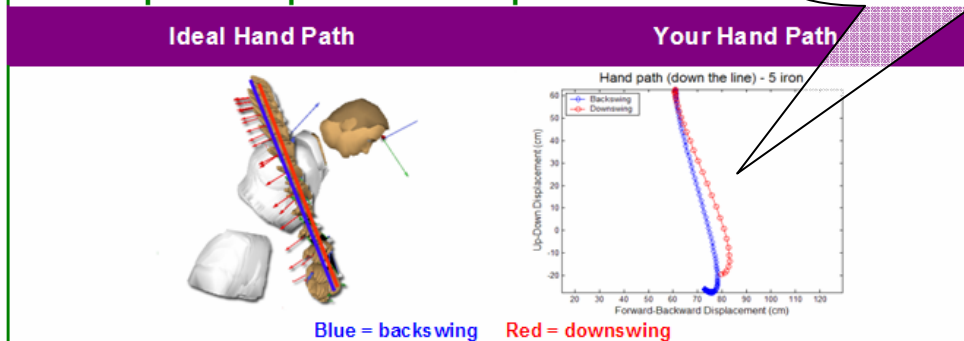 Ideal Hand Path
Your Hand Path
Hand path (down the line) - 5 iron
Backswing
Downswing
60
50
40
30
20
10
0
-10
-20
Up-Down Displacement (cm)
20 30 40 50 60 70 80 90 100 110 120
Forward-Backward Displacement (cm)
Blue = backswing Red = downswing